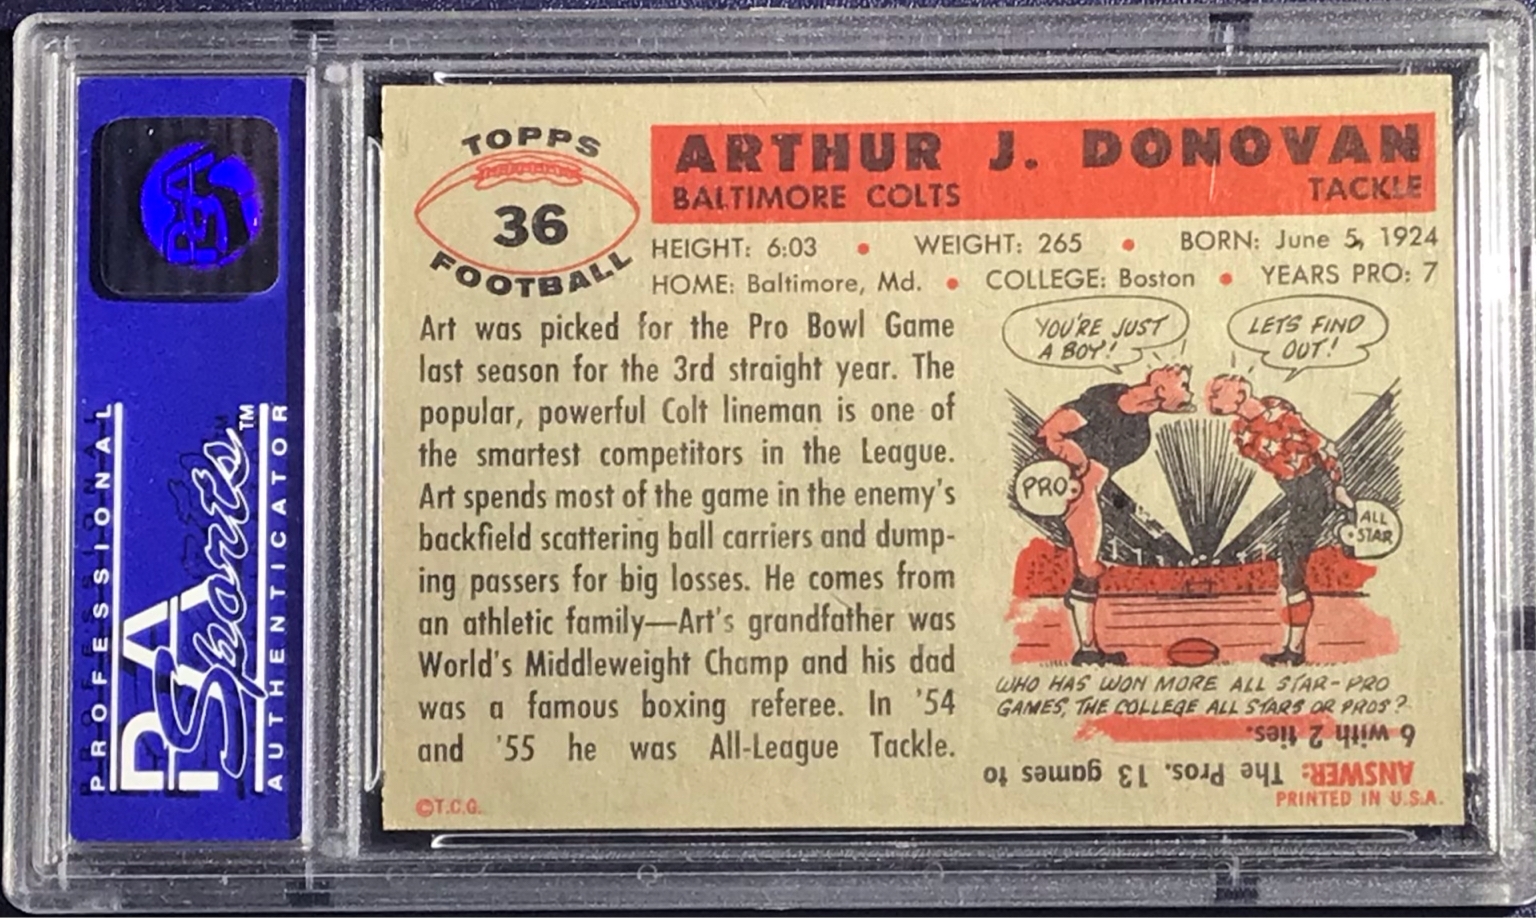 PROFESSIONAL
PSA
Sports™
AUTHENTICATOR
PSA
TOPPS
36
FOOTBALL
ARTHUR J. DONOVAN
BALTIMORE COLTS
TACKLE
HEIGHT: 6:03 • WEIGHT: 265 • BORN: June 5, 1924
HOME: Baltimore, Md. • COLLEGE: Boston • YEARS PRO: 7
Art was picked for the Pro Bowl Game
last season for the 3rd straight year. The
popular, powerful Colt lineman is one of
the smartest competitors in the League.
Art spends most of the game in the enemy's
backfield scattering ball carriers and dump-
ing passers for big losses. He comes from
an athletic family—Art's grandfather was
World's Middleweight Champ and his dad
was a famous boxing referee. In '54
and '55 he was All-League Tackle.
YOU'RE JUST
A BOY!
LETS FIND
OUT!
PRO
ALL
STAR
WHO HAS WON MORE ALL STAR-PRO
GAMES, THE COLLEGE ALL STARS OR PROS?
ANSWER: The Pros. 13 games to
6 with 2 ties.
©T.C.G.
PRINTED IN U.S.A.